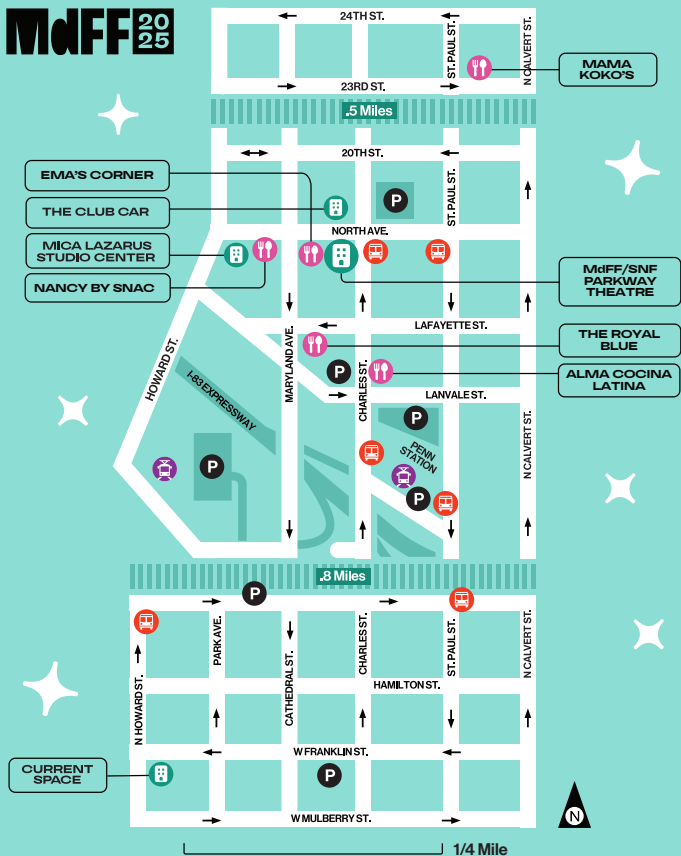 MdFF 20
25
24TH ST.
ST. PAUL ST.
N CALVERT ST.
MAMA
KOKO'S
23RD ST.
.5 Miles
20TH ST.
ST. PAUL ST.
EMA'S CORNER
THE CLUB CAR
P
NORTH AVE.
MICA LAZARUS
STUDIO CENTER
NANCY BY SNAC
MdFF/SNF
PARKWAY
THEATRE
LAFAYETTE ST.
MARYLAND AVE.
HOWARD ST.
THE ROYAL
BLUE
P
CHARLES ST.
ALMA COCINA
LATINA
LANVALE ST.
I-83 EXPRESSWAY
P
N CALVERT ST.
PENN
STATION
P
P
.8 Miles
P
PARK AVE.
CATHEDRAL ST.
CHARLES ST.
ST. PAUL ST.
N CALVERT ST.
N HOWARD ST.
HAMILTON ST.
W FRANKLIN ST.
CURRENT
SPACE
P
W MULBERRY ST.
N
1/4 Mile